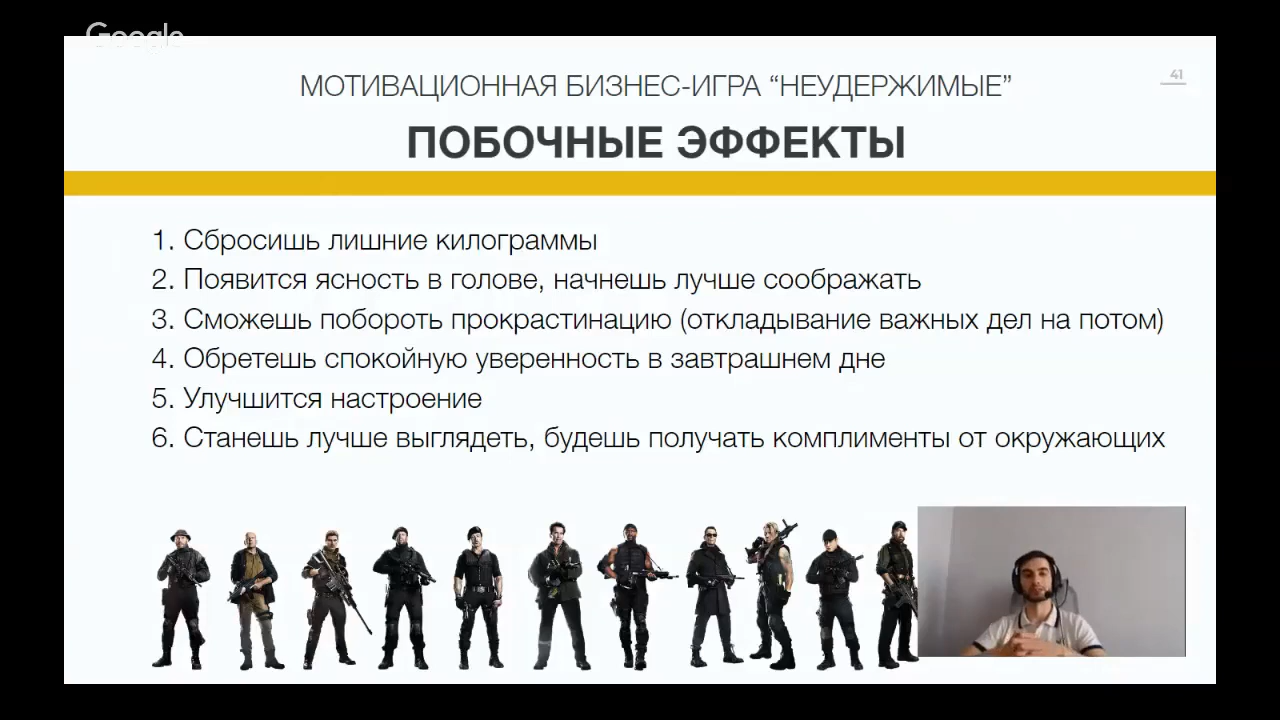 Google
МОТИВАЦИОННАЯ БИЗНЕС-ИГРА “НЕУДЕРЖИМЫЕ”
41
ПОБОЧНЫЕ ЭФФЕКТЫ
1. Сбросишь лишние килограммы
2. Появится ясность в голове, начнешь лучше соображать
3. Сможешь побороть прокрастинацию (откладывание важных дел на потом)
4. Обретешь спокойную уверенность в завтрашнем дне
5. Улучшится настроение
6. Станешь лучше выглядеть, будешь получать комплименты от окружающих